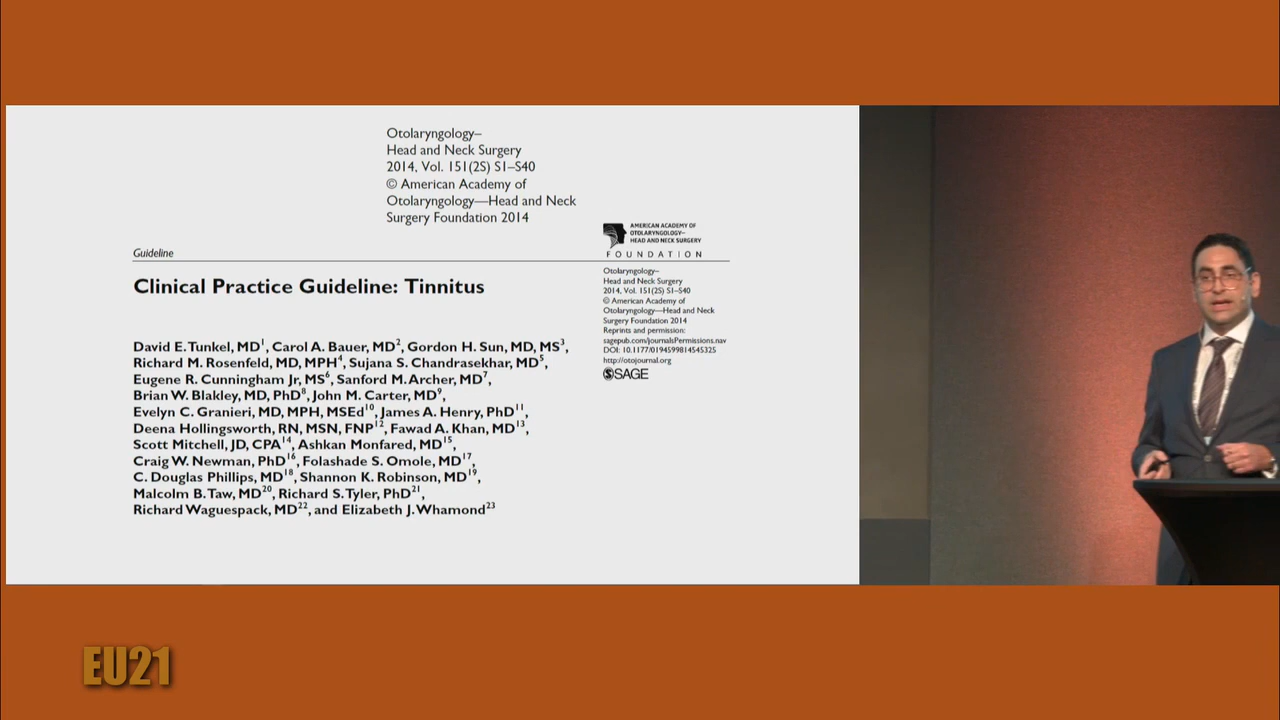 Otolaryngology–
Head and Neck Surgery
2014, Vol. 151(2S) S1–S40
© American Academy of
Otolaryngology—Head and Neck
Surgery Foundation 2014
AMERICAN ACADEMY OF
OTOLARYNGOLOGY–
HEAD AND NECK SURGERY
FOUNDATION
Guideline
Clinical Practice Guideline: Tinnitus
Otolaryngology–
Head and Neck Surgery
2014, Vol. 151(2S) S1–S40
© American Academy of
Otolaryngology—Head and Neck
Surgery Foundation 2014
Reprints and permission:
sagepub.com/journalsPermissions.nav
DOI: 10.1177/0194599814545325
http://otojournal.org
SAGE
David E. Tunkel, MD1, Carol A. Bauer, MD2, Gordon H. Sun, MD, MS3,
Richard M. Rosenfeld, MD, MPH4, Sujana S. Chandrasekhar, MD5,
Eugene R. Cunningham Jr, MS6, Sanford M. Archer, MD7,
Brian W. Blakley, MD, PhD8, John M. Carter, MD9,
Evelyn C. Granieri, MD, MPH, MSEd10, James A. Henry, PhD11,
Deena Hollingsworth, RN, MSN, FNP12, Fawad A. Khan, MD13,
Scott Mitchell, JD, CPA14, Ashkan Monfared, MD15,
Craig W. Newman, PhD16, Folashade S. Omole, MD17,
C. Douglas Phillips, MD18, Shannon K. Robinson, MD19,
Malcolm B. Taw, MD20, Richard S. Tyler, PhD21,
Richard Waguespack, MD22, and Elizabeth J. Whamond23
EU21